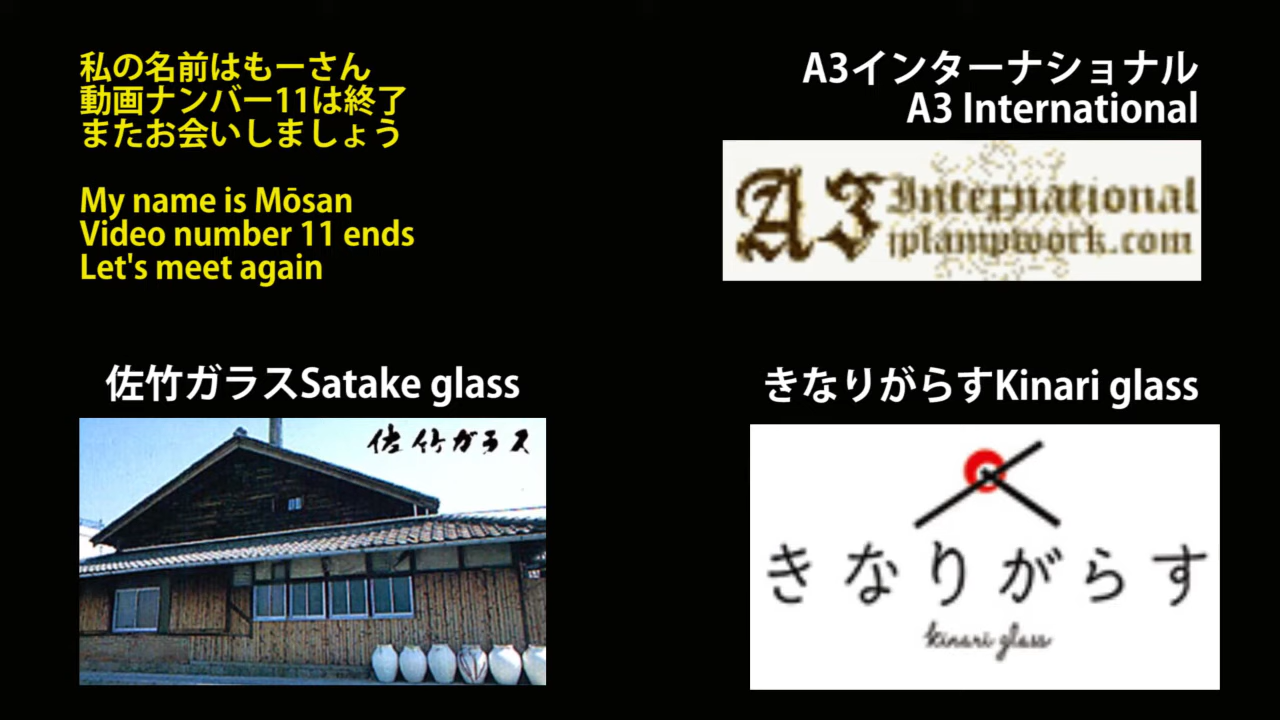 私の名前はもーさん
動画ナンバー11は終了
またお会いしましょう
My name is Mōsan
Video number 11 ends
Let's meet again
A3インターナショナル
A3 International
A3 International
jplampwork.com
佐竹ガラスSatake glass
佐竹ガラス
きなりがらすKinari glass
きなりがらす
kinari glass